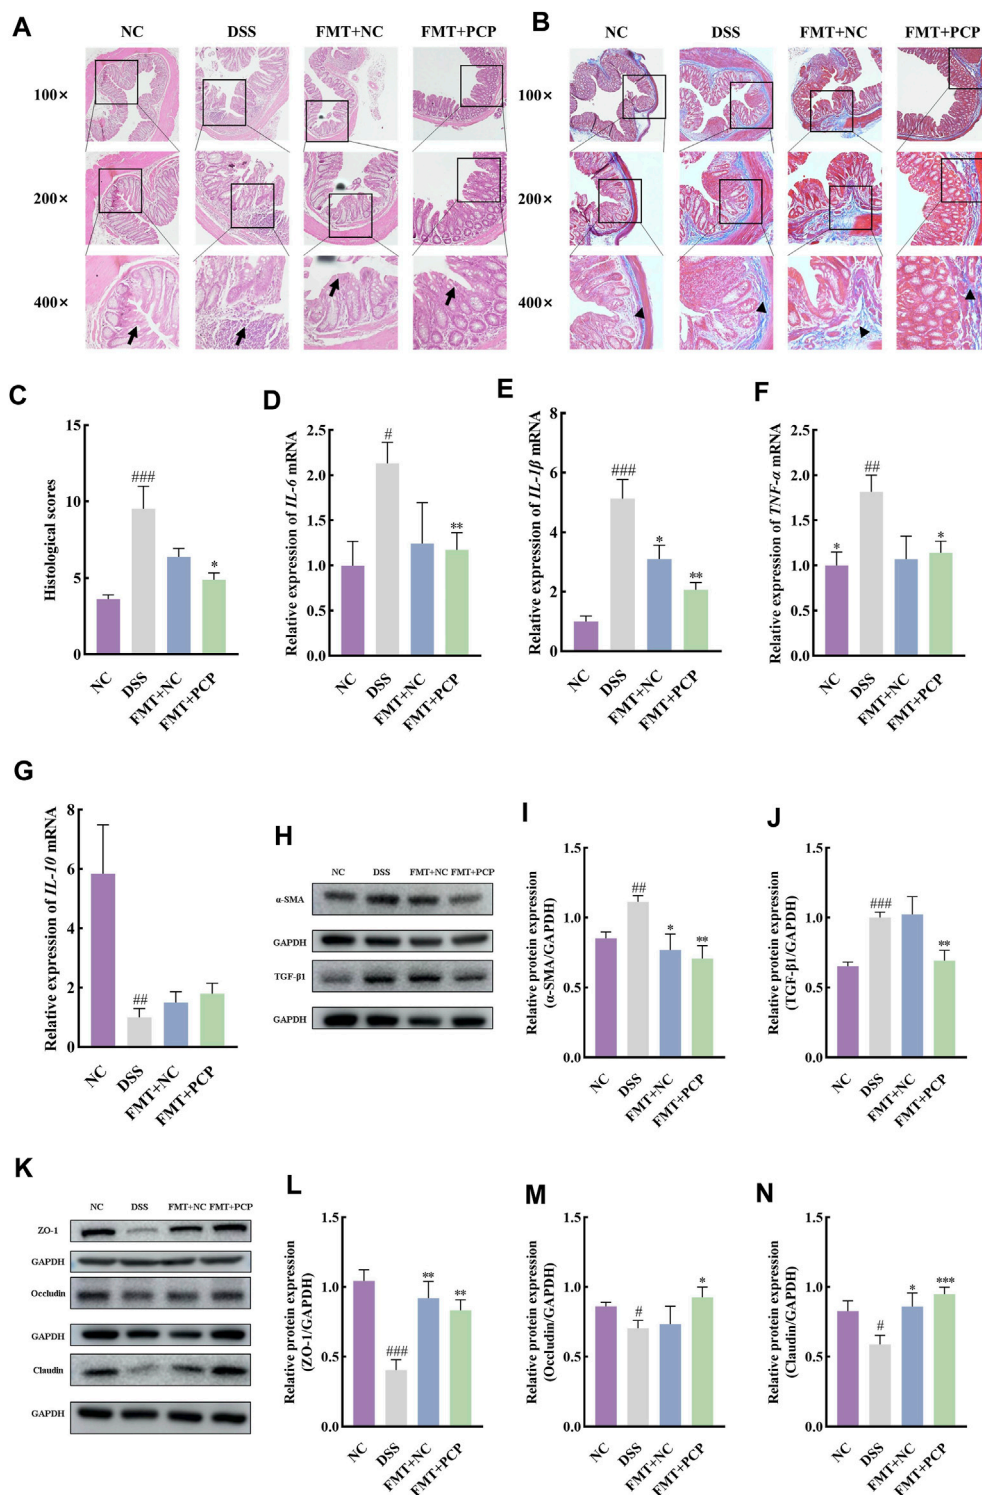 A
NC DSS FMT+NC FMT+PCP
100×
200×
400×
B
NC DSS FMT+NC FMT+PCP
100×
200×
400×
C
Histological scores
15
10
5
0
###
*
NC DSS FMT+NC FMT+PCP
D
Relative expression of IL-6 mRNA
2.5
2.0
1.5
1.0
0.5
0.0
#
**
NC DSS FMT+NC FMT+PCP
E
Relative expression of IL-1β mRNA
8
6
4
2
0
###
*
**
NC DSS FMT+NC FMT+PCP
F
Relative expression of TNF-α mRNA
2.5
2.0
1.5
1.0
0.5
0.0
*
##
*
NC DSS FMT+NC FMT+PCP
G
Relative expression of IL-10 mRNA
8
6
4
2
0
##
NC DSS FMT+NC FMT+PCP
H
NC DSS FMT+NC FMT+PCP
α-SMA
GAPDH
TGF-β1
GAPDH
I
Relative protein expression
(α-SMA/GAPDH)
1.5
1.0
0.5
0.0
##
*
**
NC DSS FMT+NC FMT+PCP
J
Relative protein expression
(TGF-β1/GAPDH)
1.5
1.0
0.5
0.0
###
**
NC DSS FMT+NC FMT+PCP
K
NC DSS FMT+NC FMT+PCP
ZO-1
GAPDH
Occludin
GAPDH
Claudin
GAPDH
L
Relative protein expression
(ZO-1/GAPDH)
1.5
1.0
0.5
0.0
###
**
**
NC DSS FMT+NC FMT+PCP
M
Relative protein expression
(Occludin/GAPDH)
1.5
1.0
0.5
0.0
#
*
NC DSS FMT+NC FMT+PCP
N
Relative protein expression
(Claudin/GAPDH)
1.5
1.0
0.5
0.0
#
*
***
NC DSS FMT+NC FMT+PCP